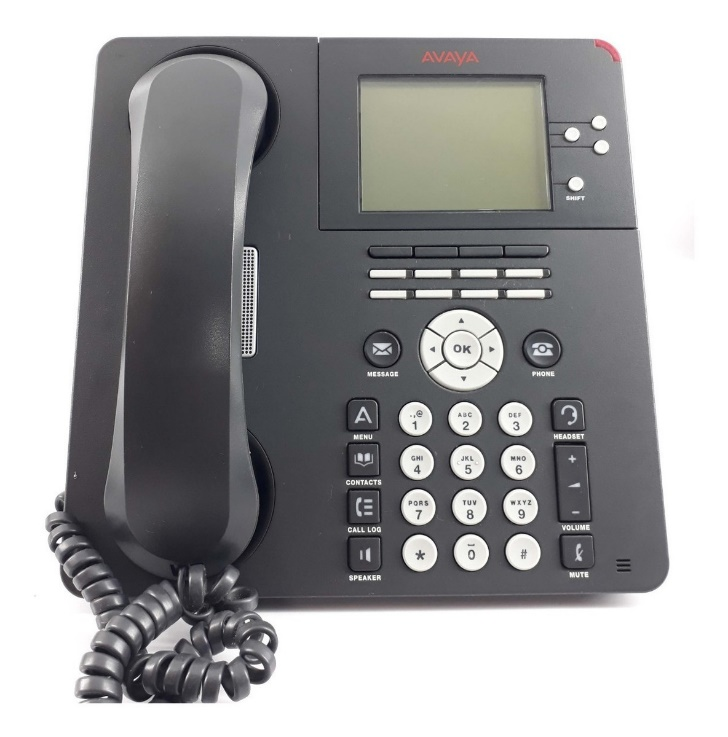 AVAYA
SHIFT
OK
MESSAGE
PHONE
A
MENU
.,@
1
ABC
2
DEF
3
HEADSET
GHI
4
JKL
5
MNO
6
+
CONTACTS
PQRS
7
TUV
8
WXYZ
9
-
CALL LOG
VOLUME
*
0
#
SPEAKER
MUTE